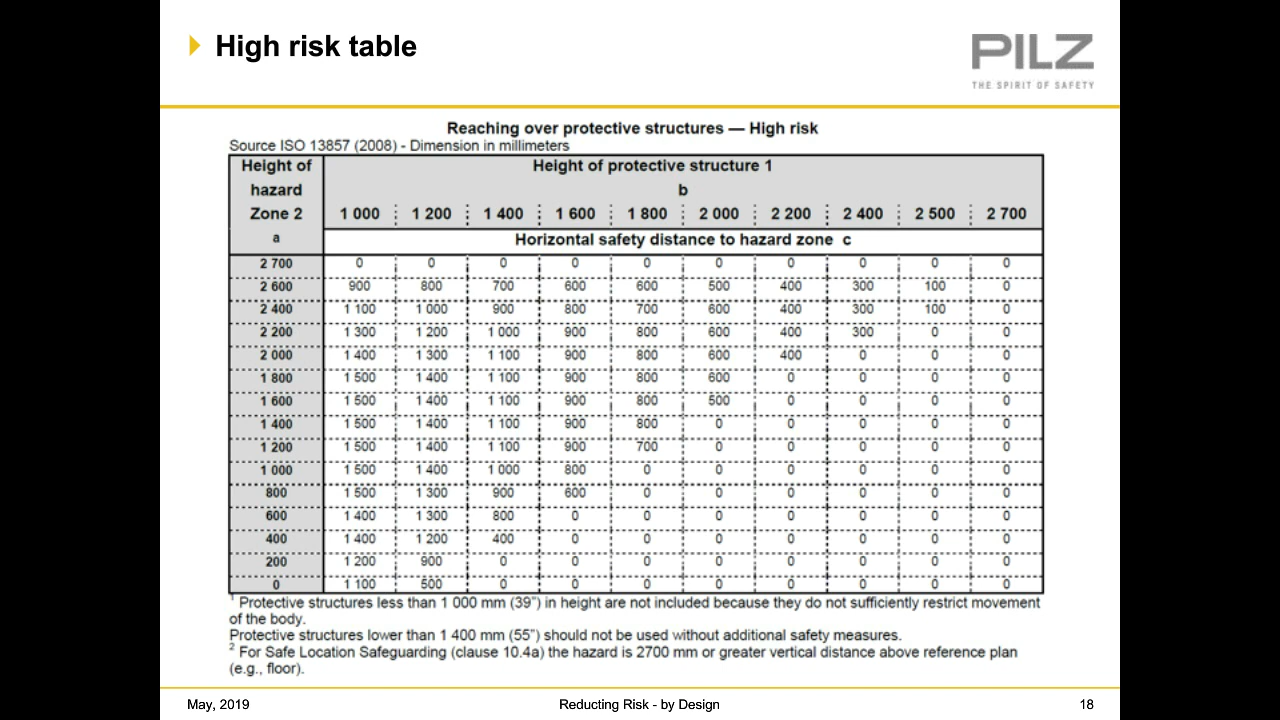 High risk table
PILZ
THE SPIRIT OF SAFETY
Reaching over protective structures — High risk
Source ISO 13857 (2008) - Dimension in millimeters
Height of hazard Zone 2 a
Height of protective structure 1
b
1 000 1 200 1 400 1 600 1 800 2 000 2 200 2 400 2 500 2 700
Horizontal safety distance to hazard zone c
2 700 0 0 0 0 0 0 0 0 0 0
2 600 900 800 700 600 600 500 400 300 100 0
2 400 1 100 1 000 900 800 700 600 400 300 100 0
2 200 1 300 1 200 1 000 900 800 600 400 300 0 0
2 000 1 400 1 300 1 100 900 800 600 400 0 0 0
1 800 1 500 1 400 1 100 900 800 600 0 0 0 0
1 600 1 500 1 400 1 100 900 800 500 0 0 0 0
1 400 1 500 1 400 1 100 900 800 0 0 0 0 0
1 200 1 500 1 400 1 100 900 700 0 0 0 0 0
1 000 1 500 1 400 1 000 800 0 0 0 0 0 0
800 1 500 1 300 900 600 0 0 0 0 0 0
600 1 400 1 300 800 0 0 0 0 0 0 0
400 1 400 1 200 400 0 0 0 0 0 0 0
200 1 200 900 0 0 0 0 0 0 0 0
0 1 100 500 0 0 0 0 0 0 0 0
1 Protective structures less than 1 000 mm (39") in height are not included because they do not sufficiently restrict movement
of the body.
Protective structures lower than 1 400 mm (55") should not be used without additional safety measures.
2 For Safe Location Safeguarding (clause 10.4a) the hazard is 2700 mm or greater vertical distance above reference plan
(e.g., floor).
May, 2019
Reducting Risk - by Design
18